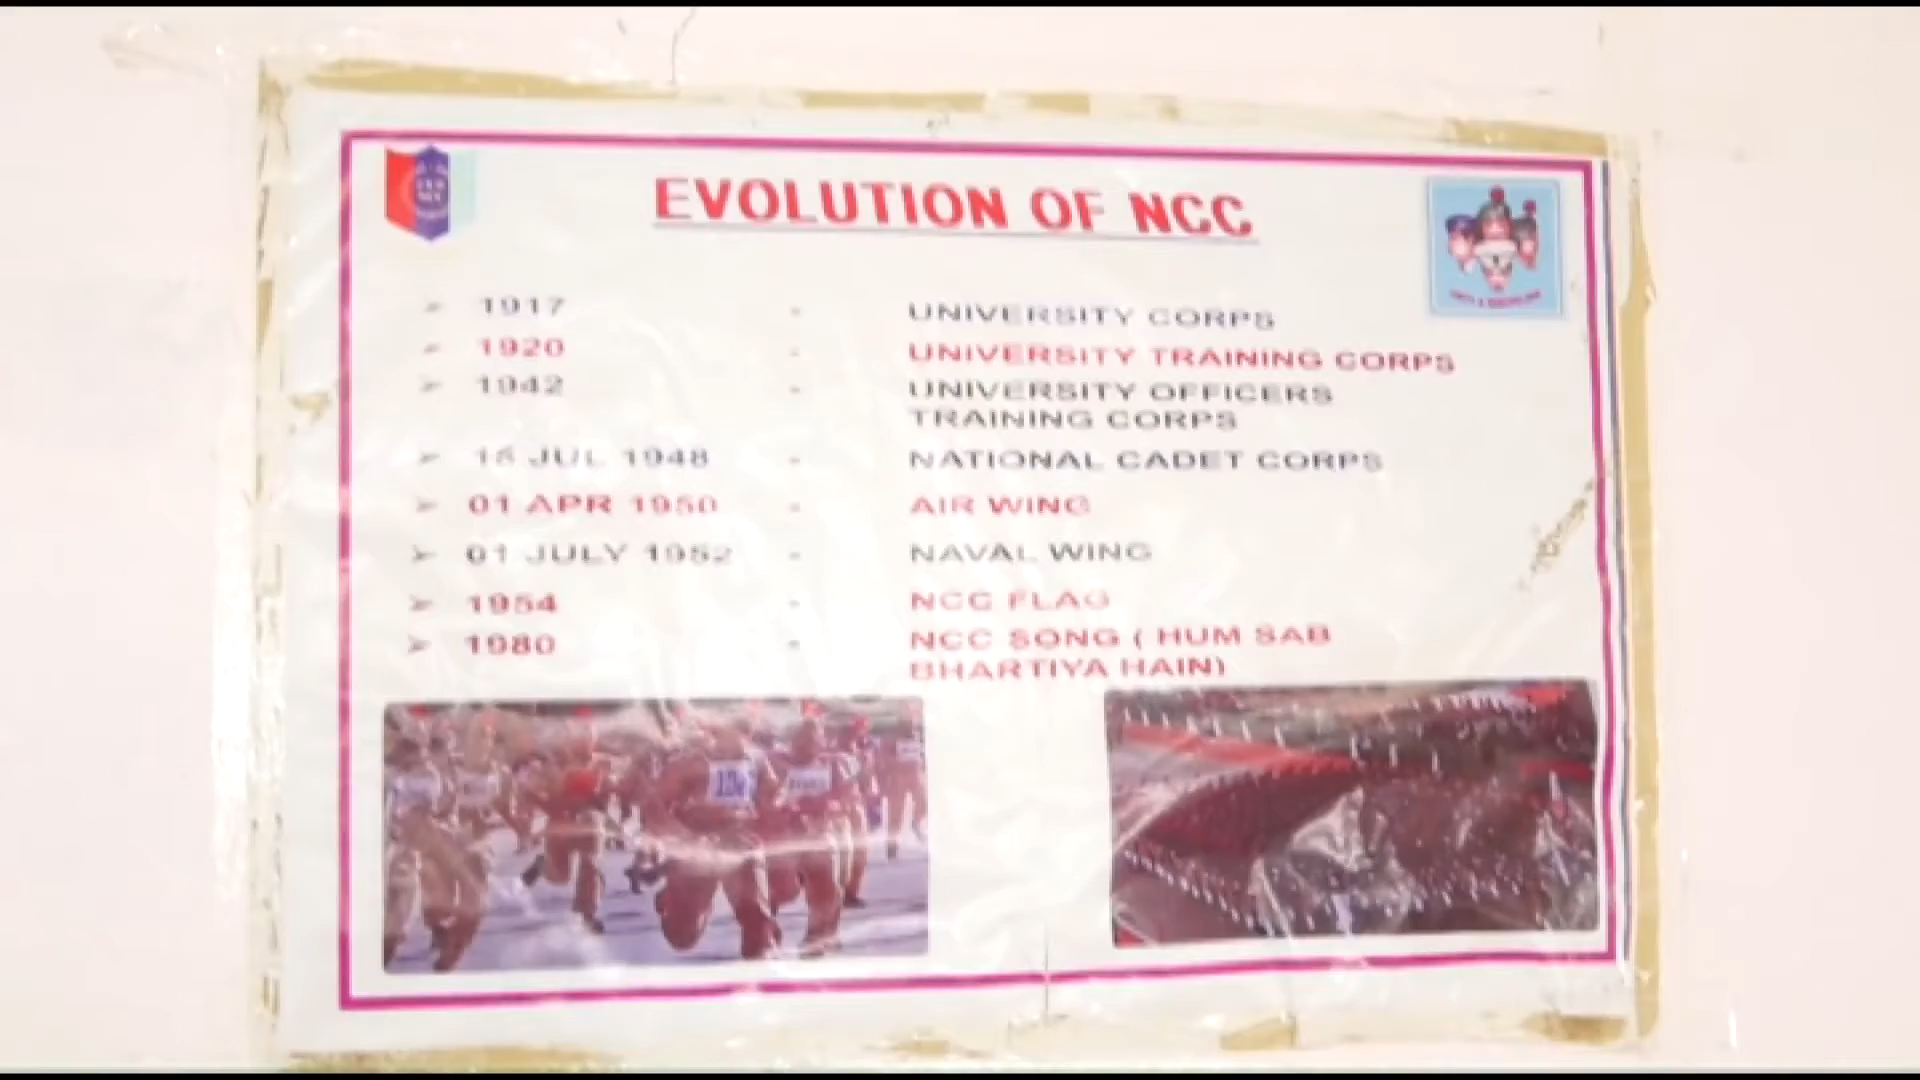 EVOLUTION OF NCC
➢ 1917 - UNIVERSITY CORPS
➢ 1920 - UNIVERSITY TRAINING CORPS
➢ 1942 - UNIVERSITY OFFICERS
TRAINING CORPS
➢ 15 JUL 1948 - NATIONAL CADET CORPS
➢ 01 APR 1950 - AIR WING
➢ 01 JULY 1952 - NAVAL WING
➢ 1954 - NCC FLAG
➢ 1980 - NCC SONG ( HUM SAB
BHARTIYA HAIN)